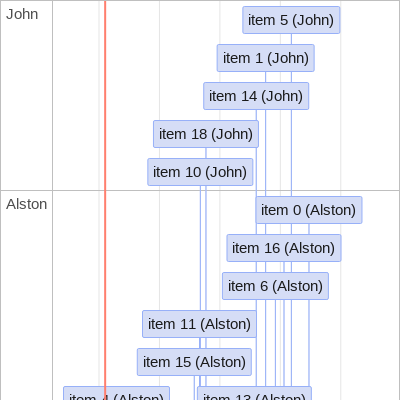 John
item 5 (John)
item 1 (John)
item 14 (John)
item 18 (John)
item 10 (John)
Alston
item 0 (Alston)
item 16 (Alston)
item 6 (Alston)
item 11 (Alston)
item 15 (Alston)
item 4 (Alston)
item 13 (Alston)